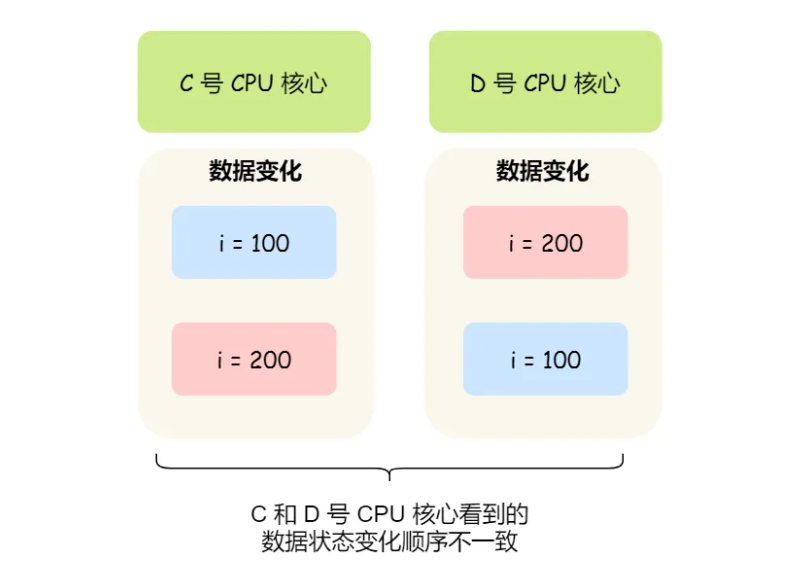 C 号 CPU 核心
D 号 CPU 核心
数据变化
i = 100
i = 200
数据变化
i = 200
i = 100
C 和 D 号 CPU 核心看到的
数据状态变化顺序不一致